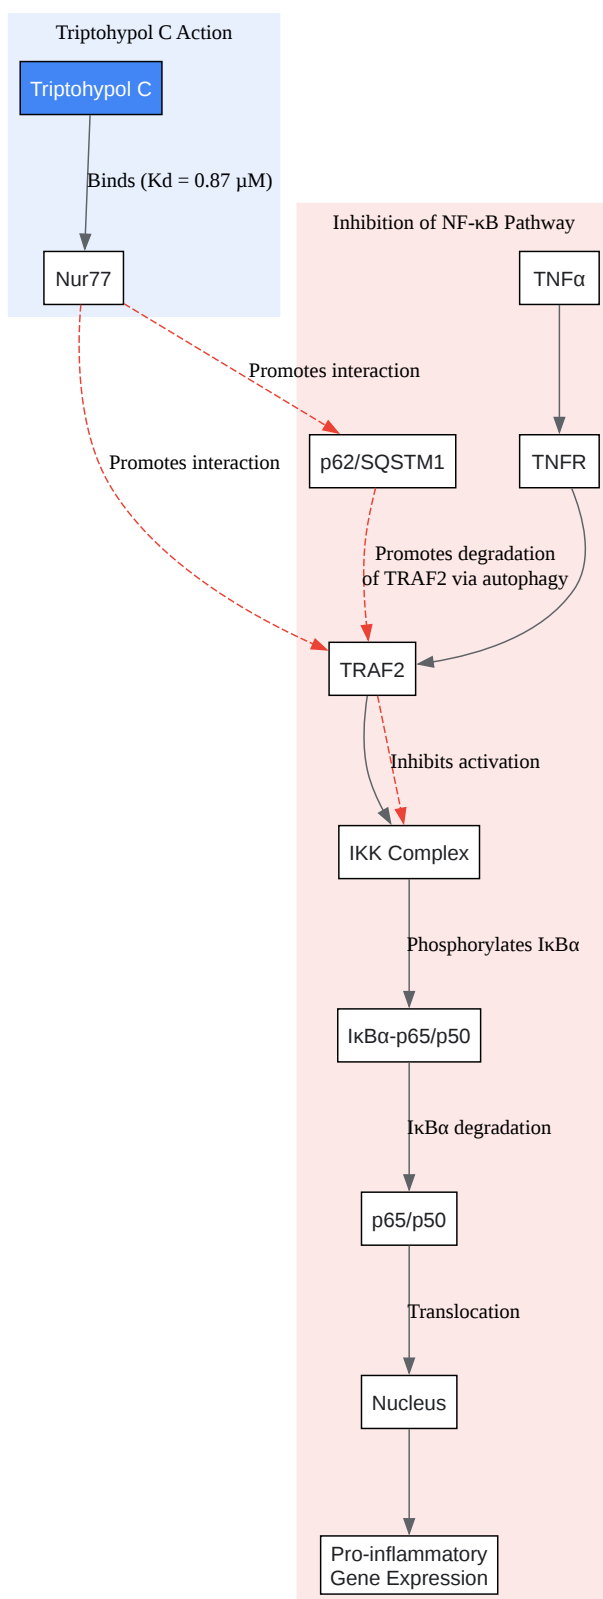 Triptohypol C Action
Triptohypol C
Binds (Kd = 0.87 µM)
Nur77
Inhibition of NF-κB Pathway
TNFα
Promotes interaction
Promotes interaction
p62/SQSTM1
TNFR
Promotes degradation
of TRAF2 via autophagy
TRAF2
Inhibits activation
IKK Complex
Phosphorylates IκBα
IκBα-p65/p50
IκBα degradation
p65/p50
Translocation
Nucleus
Pro-inflammatory
Gene Expression